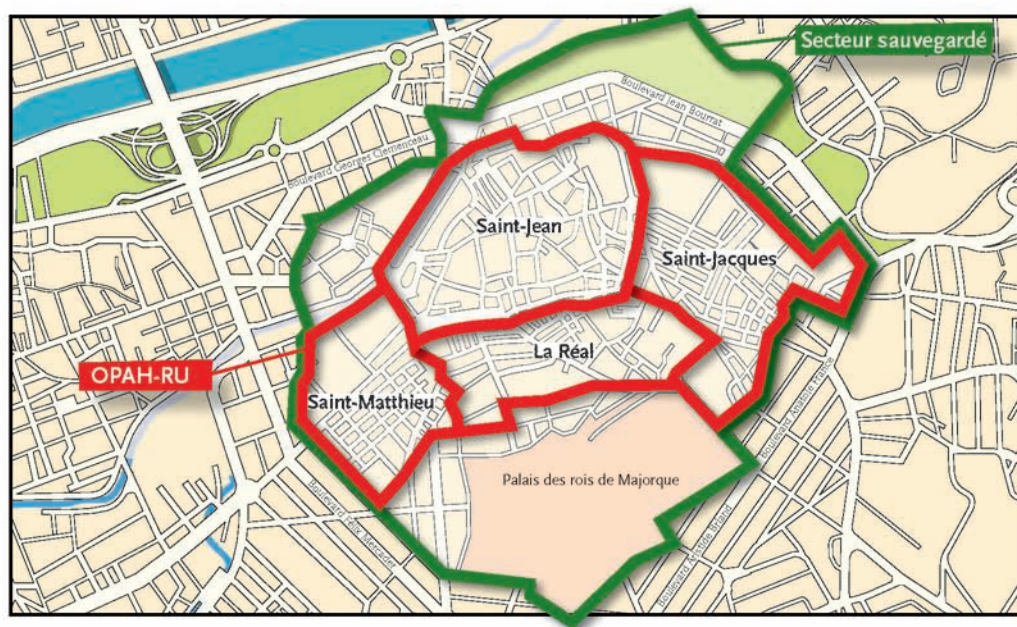 Secteur sauvegardé
Boulevard Jean Bourrat
Boulevard Georges Clemenceau
Saint-Jean
Saint-Jacques
La Réal
OPAH-RU
Saint-Matthieu
Boulevard Anatole France
Palais des rois de Majorque
Boulevard Félix Mercader
Boulevard Aristide Briand